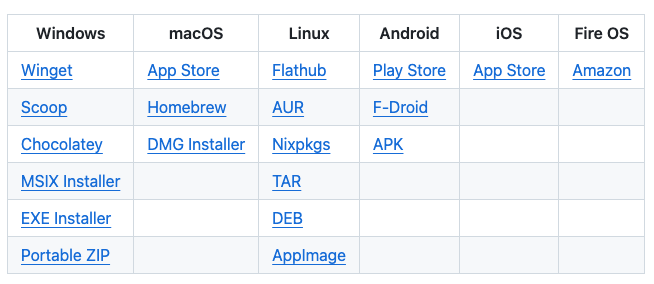 Windows macOS Linux Android iOS Fire OS
Winget App Store Flathub Play Store App Store Amazon
Scoop Homebrew AUR F-Droid
Chocolatey DMG Installer Nixpkgs APK
MSIX Installer TAR
EXE Installer DEB
Portable ZIP AppImage